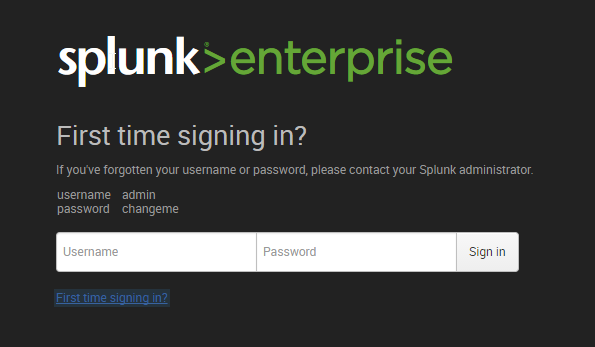 splunk®>enterprise
First time signing in?
If you've forgotten your username or password, please contact your Splunk administrator.
username admin
password changeme
Username Password Sign in
First time signing in?